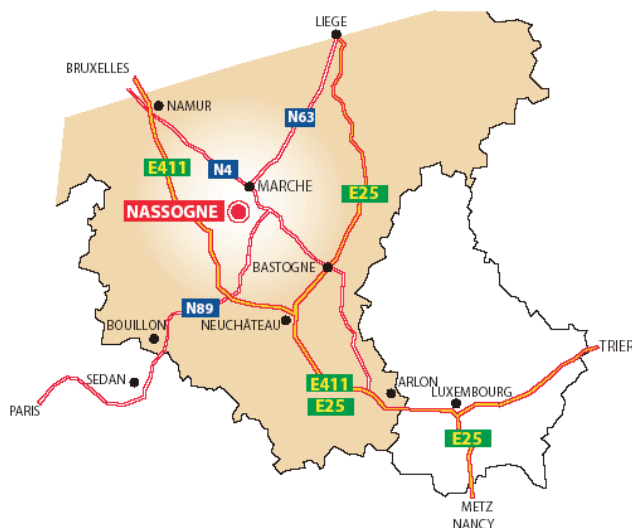 LIEGE
BRUXELLES
NAMUR
N63
E411
N4
MARCHE
E25
NASSOGNE
BASTOGNE
N89
BOUILLON
NEUCHÂTEAU
TRIER
SEDAN
E411
ARLON
LUXEMBOURG
E25
PARIS
E25
METZ
NANCY